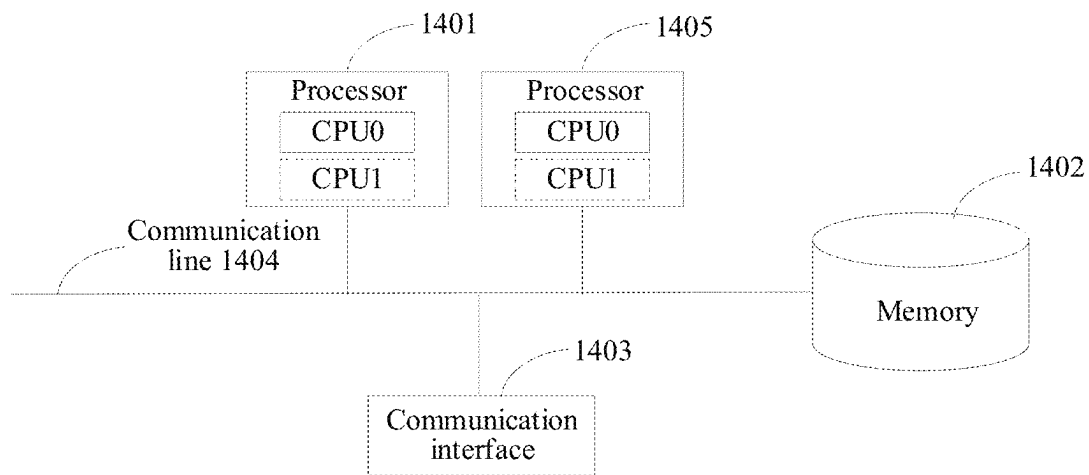 1401
1405
Processor
CPU0
CPU1
Processor
CPU0
CPU1
1402
Communication
line 1404
Memory
1403
Communication
interface